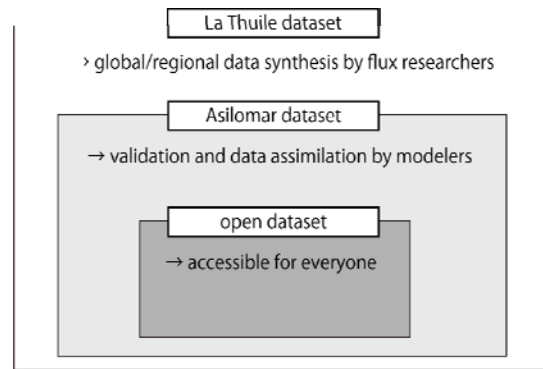 La Thuile dataset
› global/regional data synthesis by flux researchers
Asilomar dataset
→ validation and data assimilation by modelers
open dataset
→ accessible for everyone